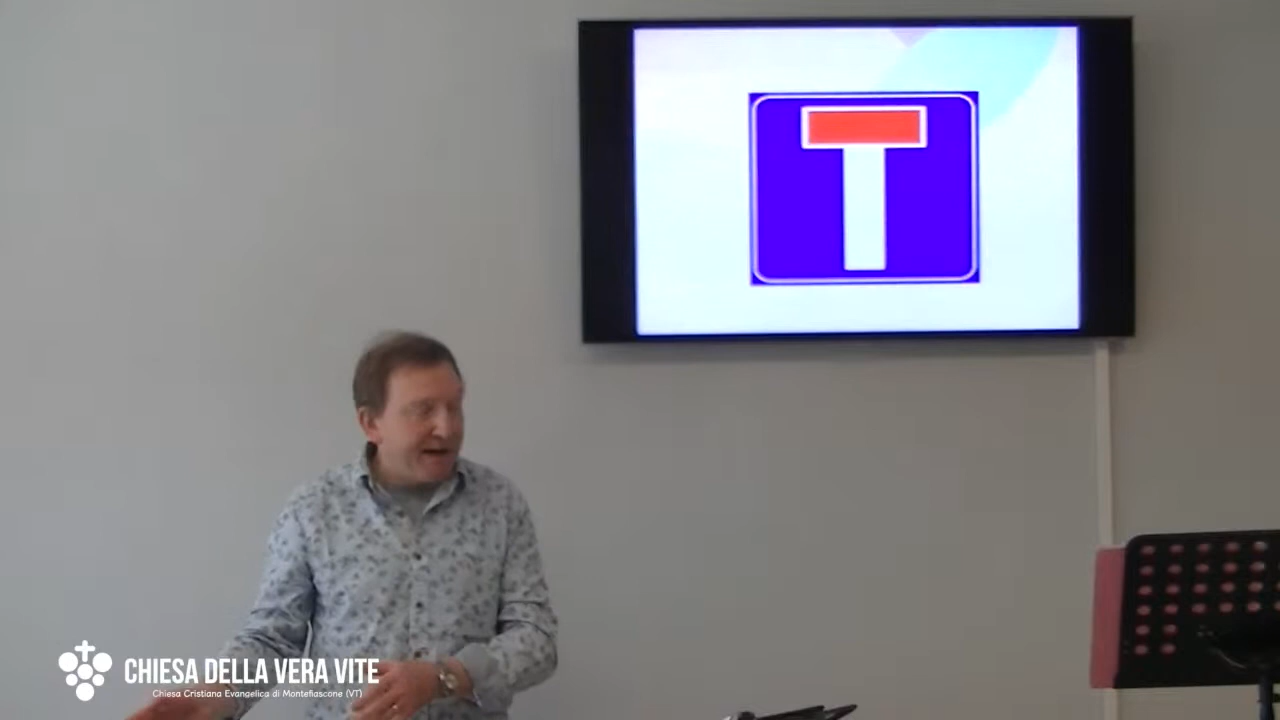 CHIESA DELLA VERA VITE
Chiesa Cristiana Evangelica di Montefiascone (VT)